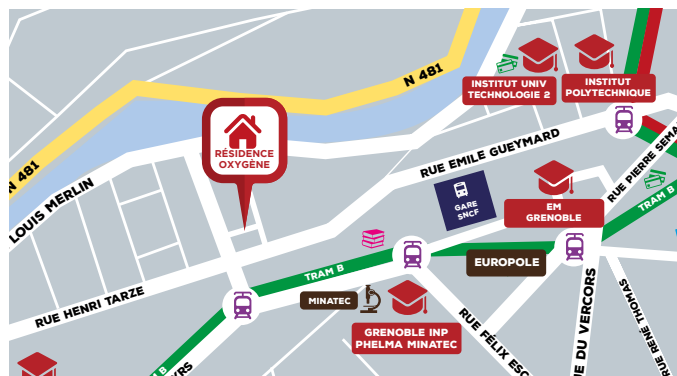 N 481
INSTITUT UNIV
TECHNOLOGIE 2
INSTITUT
POLYTECHNIQUE
RÉSIDENCE
OXYGÈNE
N 481
LOUIS MERLIN
RUE EMILE GUEYMARD
RUE PIERRE SEMA
GARE
SNCF
EM
GRENOBLE
TRAM B
EUROPOLE
TRAM B
RUE HENRI TARZE
MINATEC
GRENOBLE INP
PHELMA MINATEC
RUE FÉLIX ESC
UE DU VERCORS
RUE RENÉ THOMAS
B
YRS